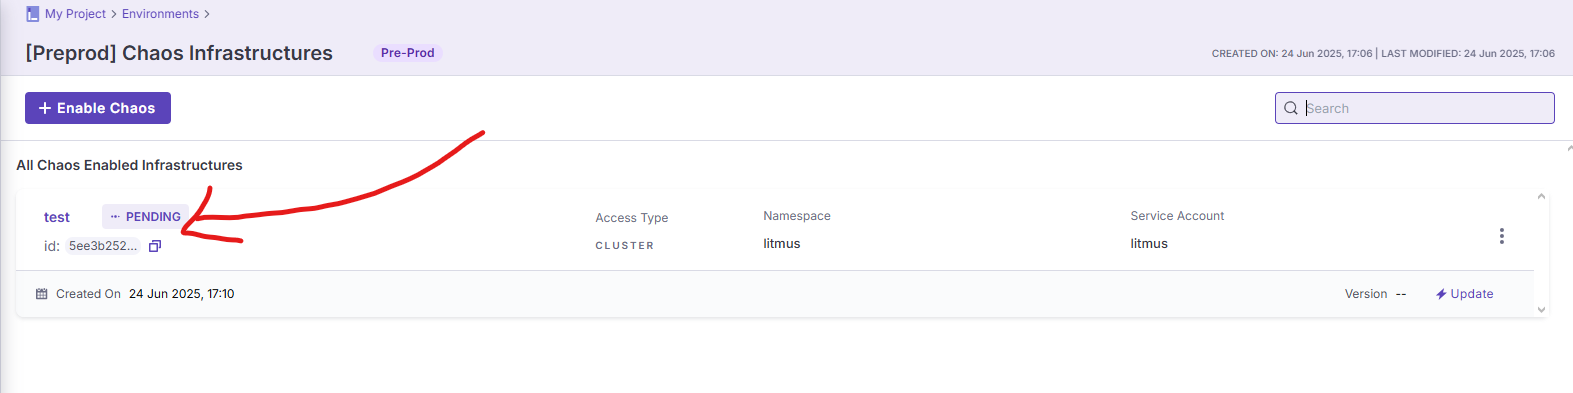 My Project > Environments >
[Preprod] Chaos Infrastructures Pre-Prod CREATED ON: 24 Jun 2025, 17:06 | LAST MODIFIED: 24 Jun 2025, 17:06
+ Enable Chaos Search
All Chaos Enabled Infrastructures
test ··· PENDING Access Type Namespace Service Account
id: 5ee3b252... CLUSTER litmus litmus
Created On 24 Jun 2025, 17:10 Version -- Update